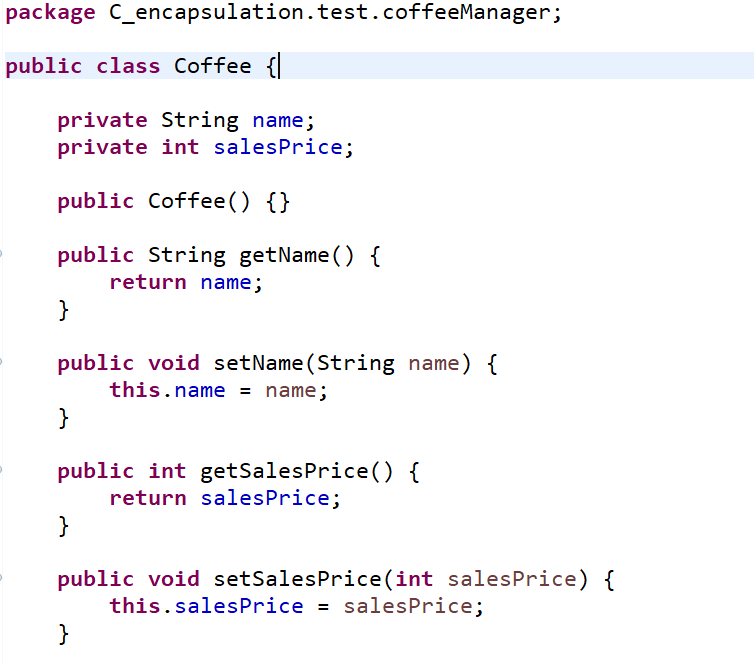 package C_encapsulation.test.coffeeManager;
public class Coffee {
private String name;
private int salesPrice;
public Coffee() {}
public String getName() {
return name;
}
public void setName(String name) {
this.name = name;
}
public int getSalesPrice() {
return salesPrice;
}
public void setSalesPrice(int salesPrice) {
this.salesPrice = salesPrice;
}